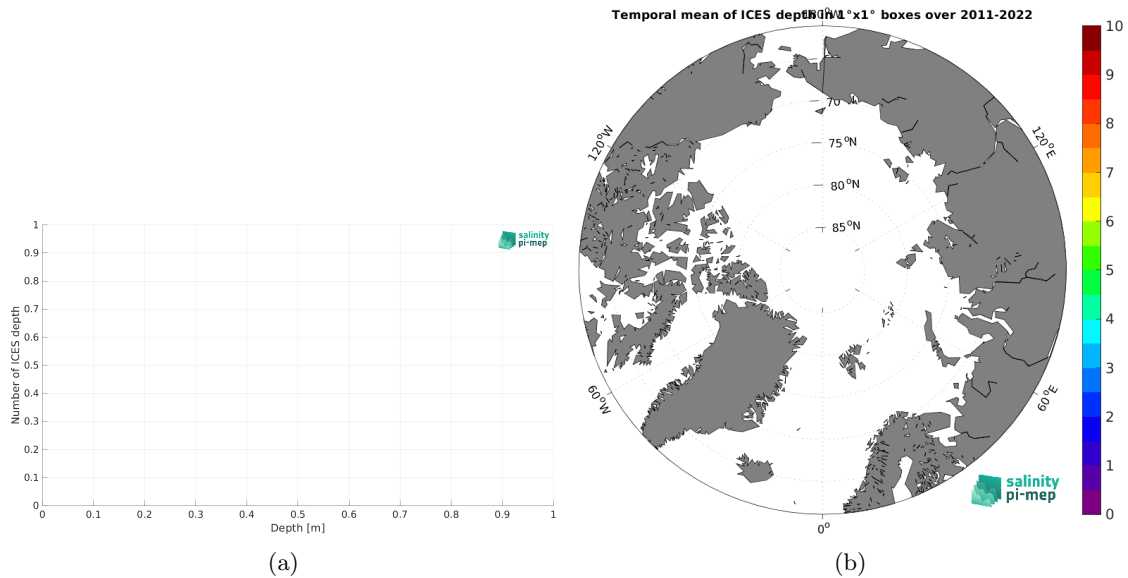 1
0.9
0.8
0.7
0.6
0.5
0.4
0.3
0.2
0.1
0
Number of ICES depth
0 0.1 0.2 0.3 0.4 0.5 0.6 0.7 0.8 0.9 1
Depth [m]
salinity
pi-mep
(a)
Temporal mean of ICES depth in 1°x1° boxes over 2011-2022
180°W
120°W
120°E
75°N
80°N
85°N
60°W
60°E
0°
salinity
pi-mep
10
9
8
7
6
5
4
3
2
1
0
(b)